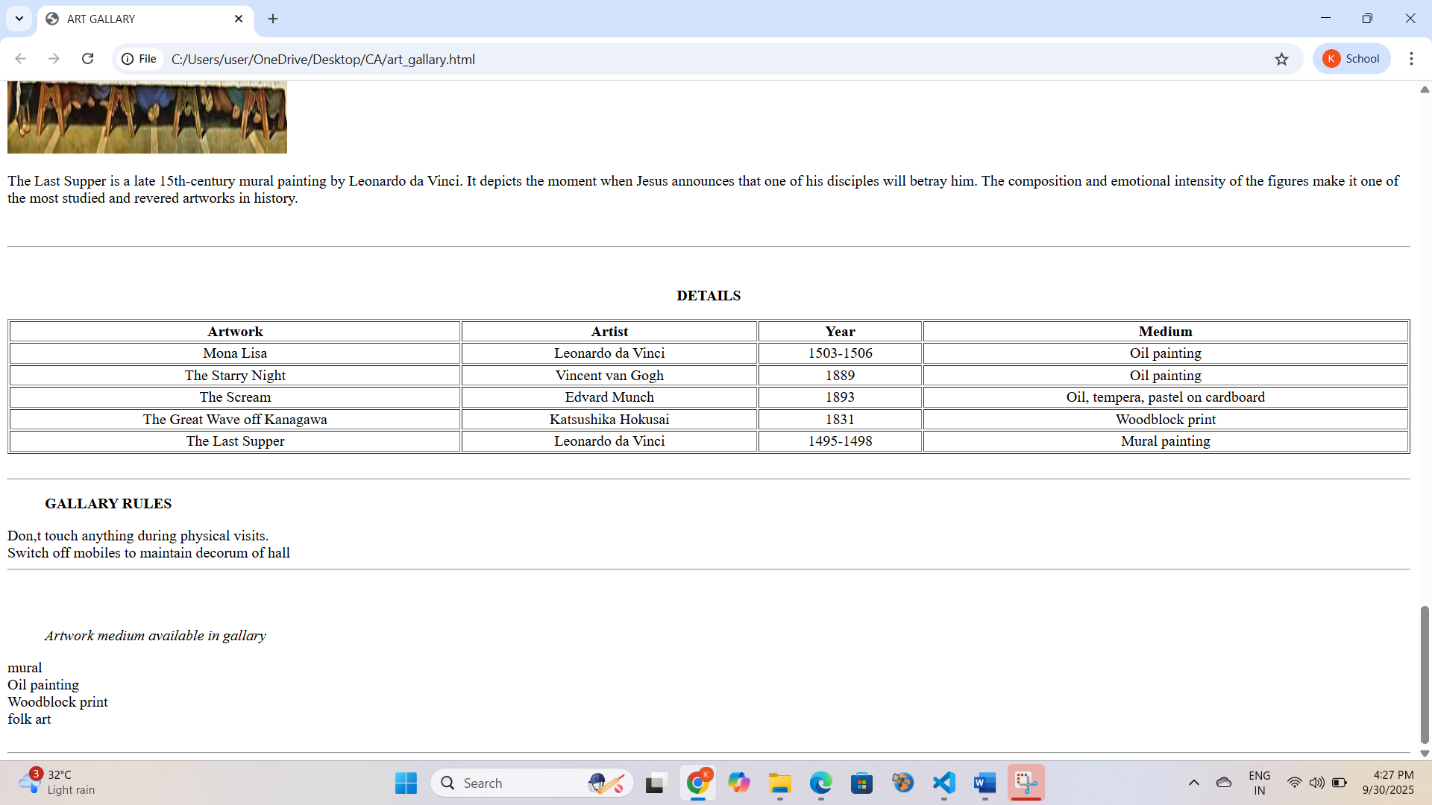 ART GALLARY
File
C:/Users/user/OneDrive/Desktop/CA/art_gallary.html
K
School
The Last Supper is a late 15th-century mural painting by Leonardo da Vinci. It depicts the moment when Jesus announces that one of his disciples will betray him. The composition and emotional intensity of the figures make it one of
the most studied and revered artworks in history.
DETAILS
Artwork Artist Year Medium
Mona Lisa Leonardo da Vinci 1503-1506 Oil painting
The Starry Night Vincent van Gogh 1889 Oil painting
The Scream Edvard Munch 1893 Oil, tempera, pastel on cardboard
The Great Wave off Kanagawa Katsushika Hokusai 1831 Woodblock print
The Last Supper Leonardo da Vinci 1495-1498 Mural painting
GALLARY RULES
Don,t touch anything during physical visits.
Switch off mobiles to maintain decorum of hall
Artwork medium available in gallary
mural
Oil painting
Woodblock print
folk art
3
32°C
Light rain
Search
K
W
ENG
IN
4:27 PM
9/30/2025